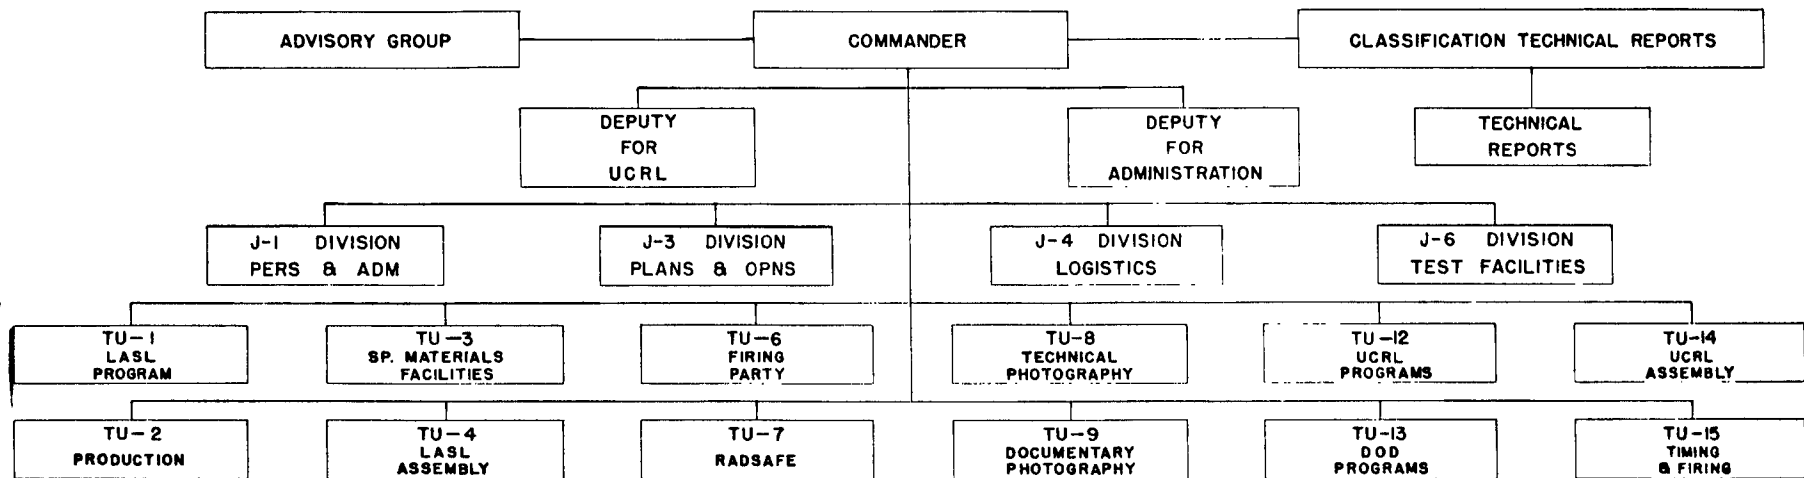 ADVISORY GROUP
COMMANDER
CLASSIFICATION TECHNICAL REPORTS
DEPUTY
FOR
UCRL
DEPUTY
FOR
ADMINISTRATION
TECHNICAL
REPORTS
J-1 DIVISION
PERS & ADM
J-3 DIVISION
PLANS & OPNS
J-4 DIVISION
LOGISTICS
J-6 DIVISION
TEST FACILITIES
TU-1
LASL
PROGRAM
TU-3
SP. MATERIALS
FACILITIES
TU-6
FIRING
PARTY
TU-8
TECHNICAL
PHOTOGRAPHY
TU-12
UCRL
PROGRAMS
TU-14
UCRL
ASSEMBLY
TU-2
PRODUCTION
TU-4
LASL
ASSEMBLY
TU-7
RADSAFE
TU-9
DOCUMENTARY
PHOTOGRAPHY
TU-13
DOD
PROGRAMS
TU-15
TIMING
& FIRING